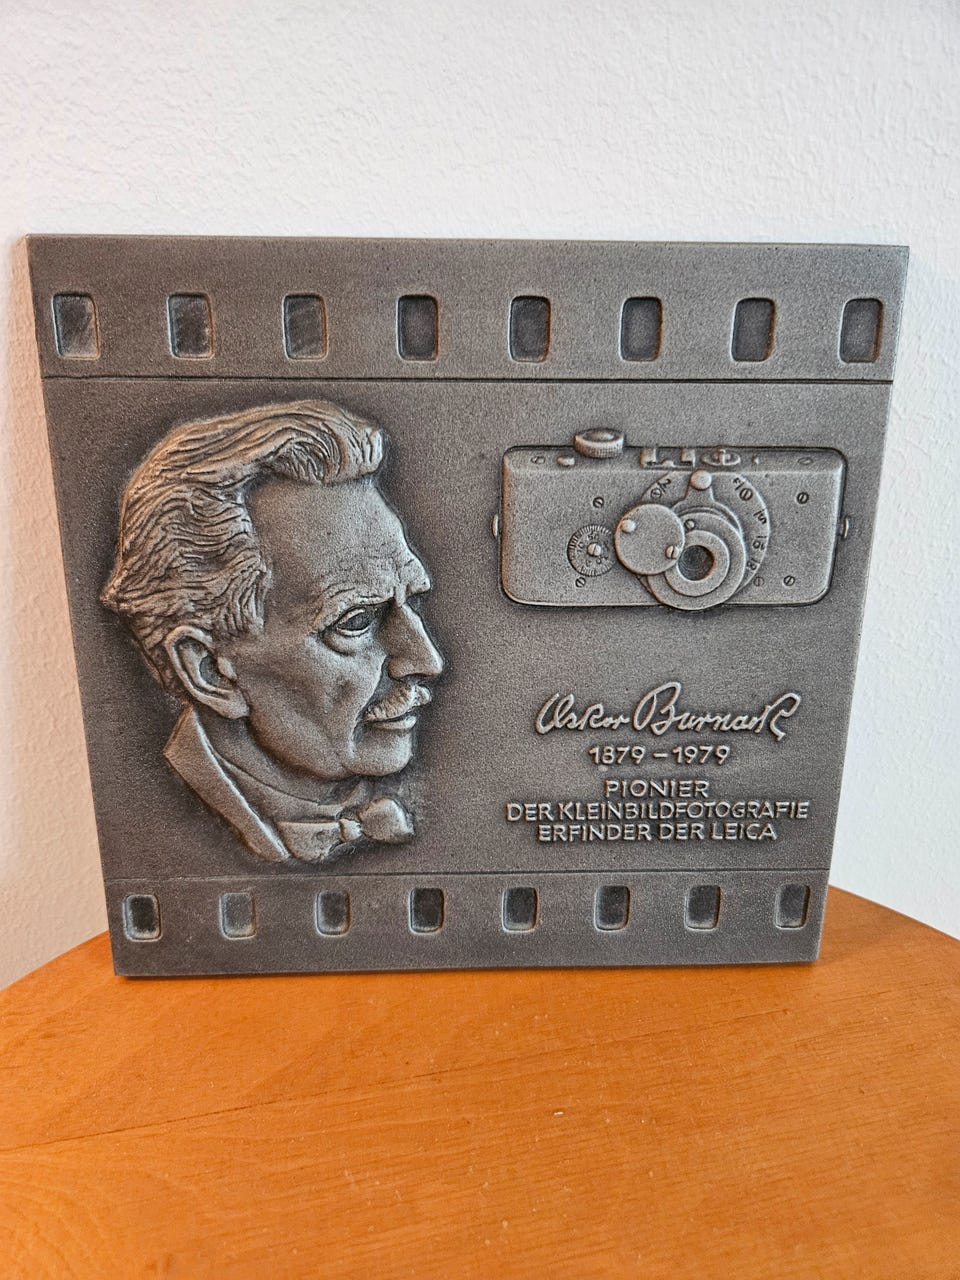 Oskar Barnack
1879 – 1979
PIONIER
DER KLEINBILDFOTOGRAFIE
ERFINDER DER LEICA